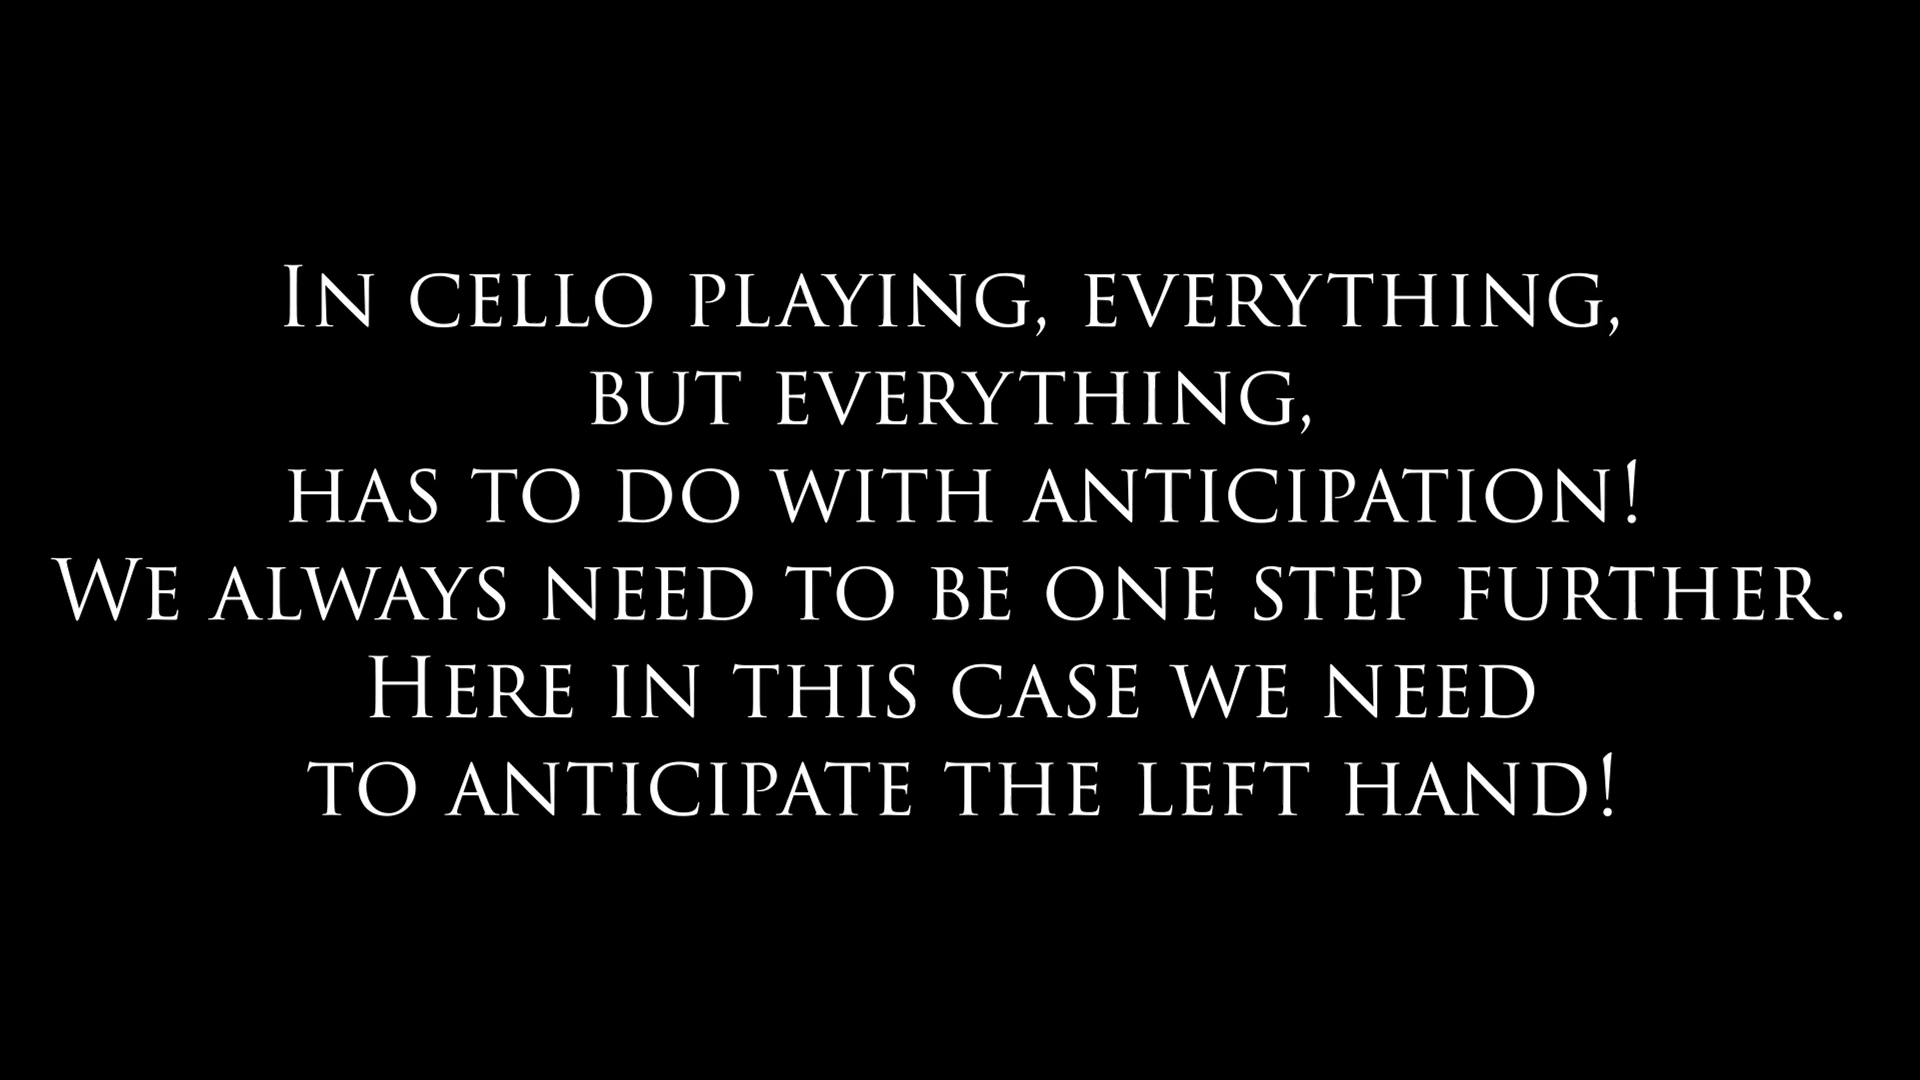 In cello playing, everything,
but everything,
has to do with anticipation!
We always need to be one step further.
Here in this case we need
to anticipate the left hand!